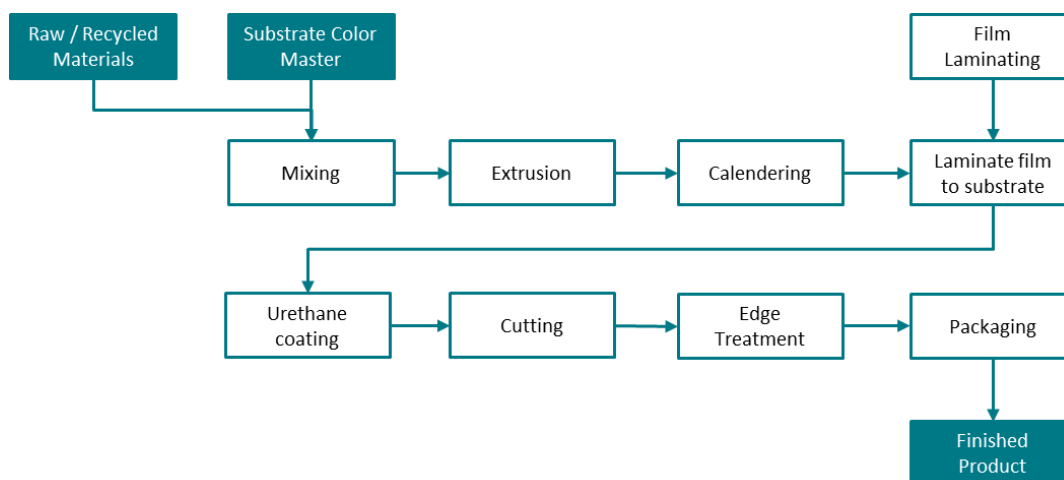 Raw / Recycled
Materials
Substrate Color
Master
Film
Laminating
Mixing
Extrusion
Calendering
Laminate film
to substrate
Urethane
coating
Cutting
Edge
Treatment
Packaging
Finished
Product